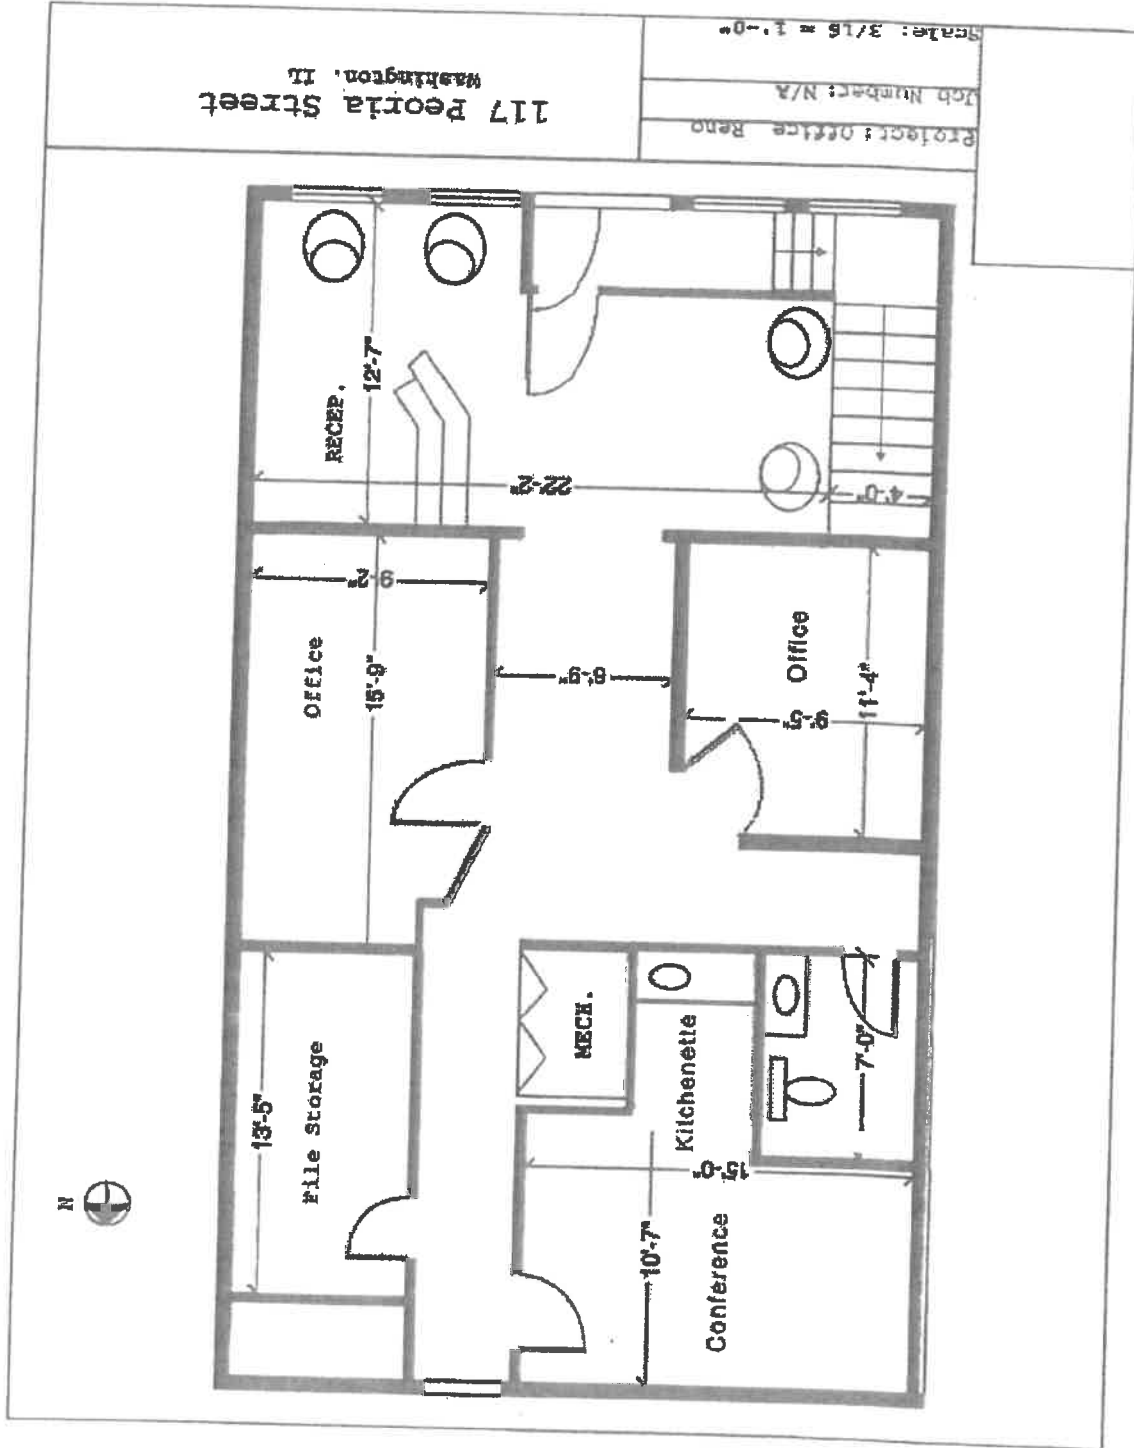 117 Peoria Street
Washington, IL
Project: Office Reno
Job Number: N/A
Scale: 3/16 = 1'-0"
RECEP.
12'-7"
22'-2"
4'-0"
Office
9'-2"
15'-9"
6'-9"
Office
9'-5"
11'-4"
File Storage
13'-5"
MECH.
Kitchenette
7'-0"
15'-0"
10'-7"
Conference
N